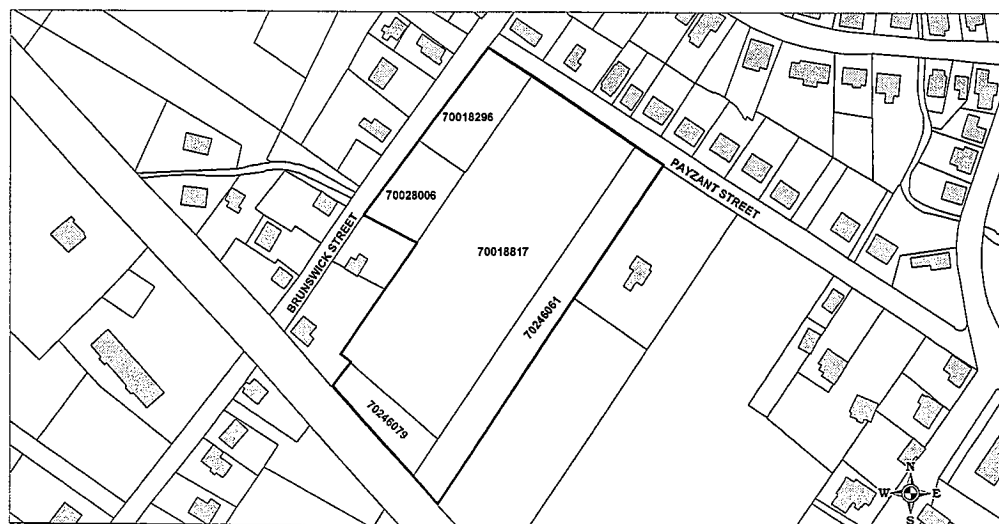 70018296
PAYZANT STREET
70028006
BRUNSWICK STREET
70018817
70246061
70246079
N
W E
S